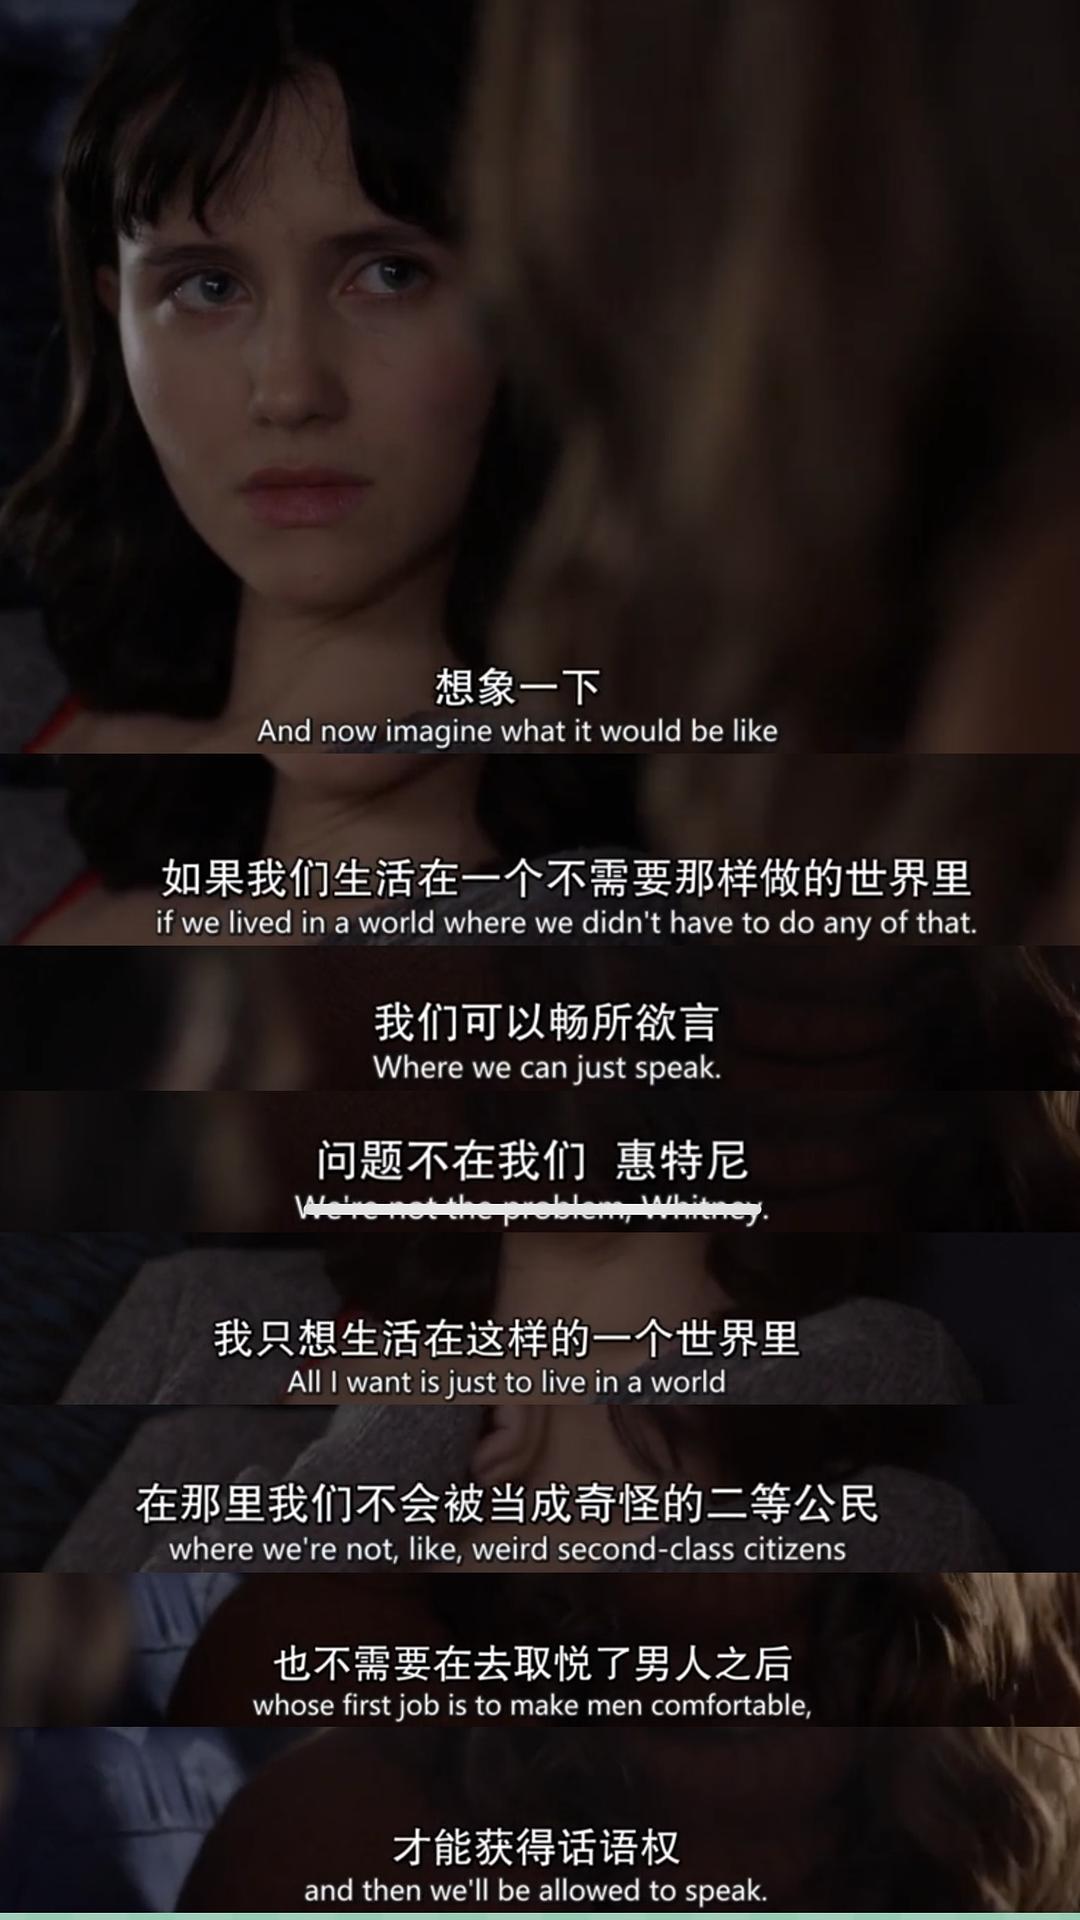 想象一下
And now imagine what it would be like
如果我们生活在一个不需要那样做的世界里
if we lived in a world where we didn't have to do any of that.
我们可以畅所欲言
Where we can just speak.
问题不在我们 惠特尼
We're not the problem, Whitney.
我只想生活在这样的一个世界里
All I want is just to live in a world
在那里我们不会被当成奇怪的二等公民
where we're not, like, weird second-class citizens
也不需要在去取悦了男人之后
whose first job is to make men comfortable,
才能获得话语权
and then we'll be allowed to speak.